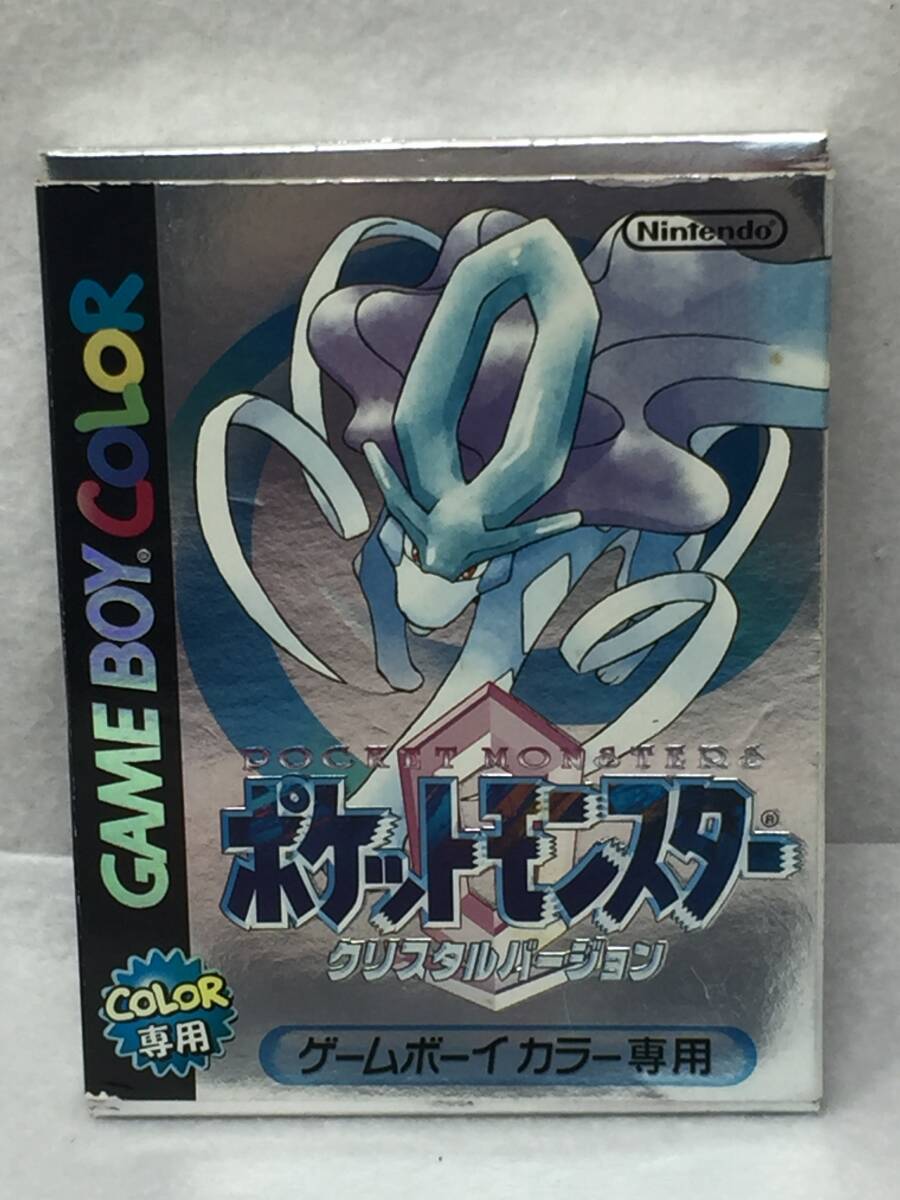 Nintendo®
GAME BOY COLOR
POCKET MONSTERS
ポケットモンスター®
クリスタルバージョン
COLOR
専用
ゲームボーイ カラー専用